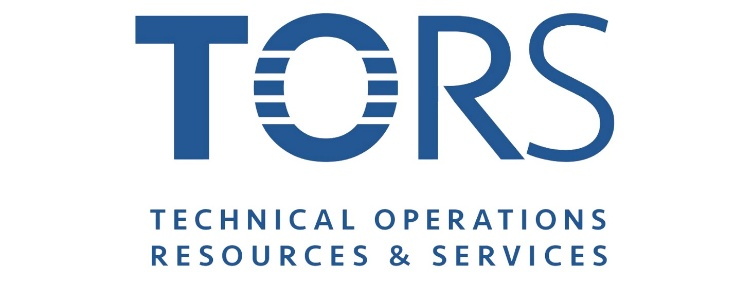 TORS
TECHNICAL OPERATIONS
RESOURCES & SERVICES